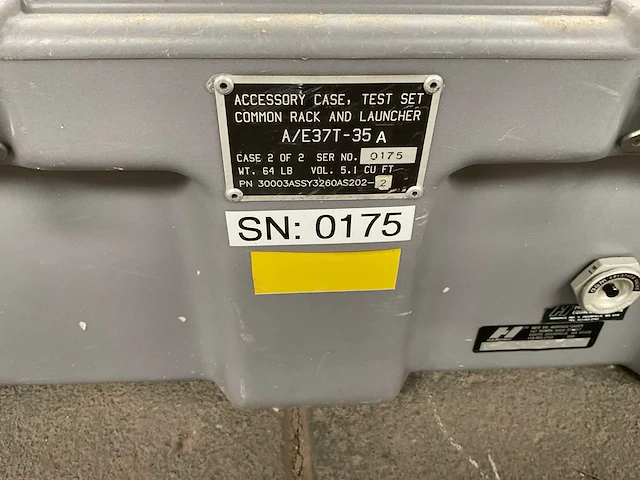 ACCESSORY CASE, TEST SET
COMMON RACK AND LAUNCHER
A/E37T-35 A
CASE 2 OF 2 SER NO. 0175
WT. 64 LB VOL. 5.1 CU FT
PN 30003ASSY3260AS202-2
SN: 0175
H
H